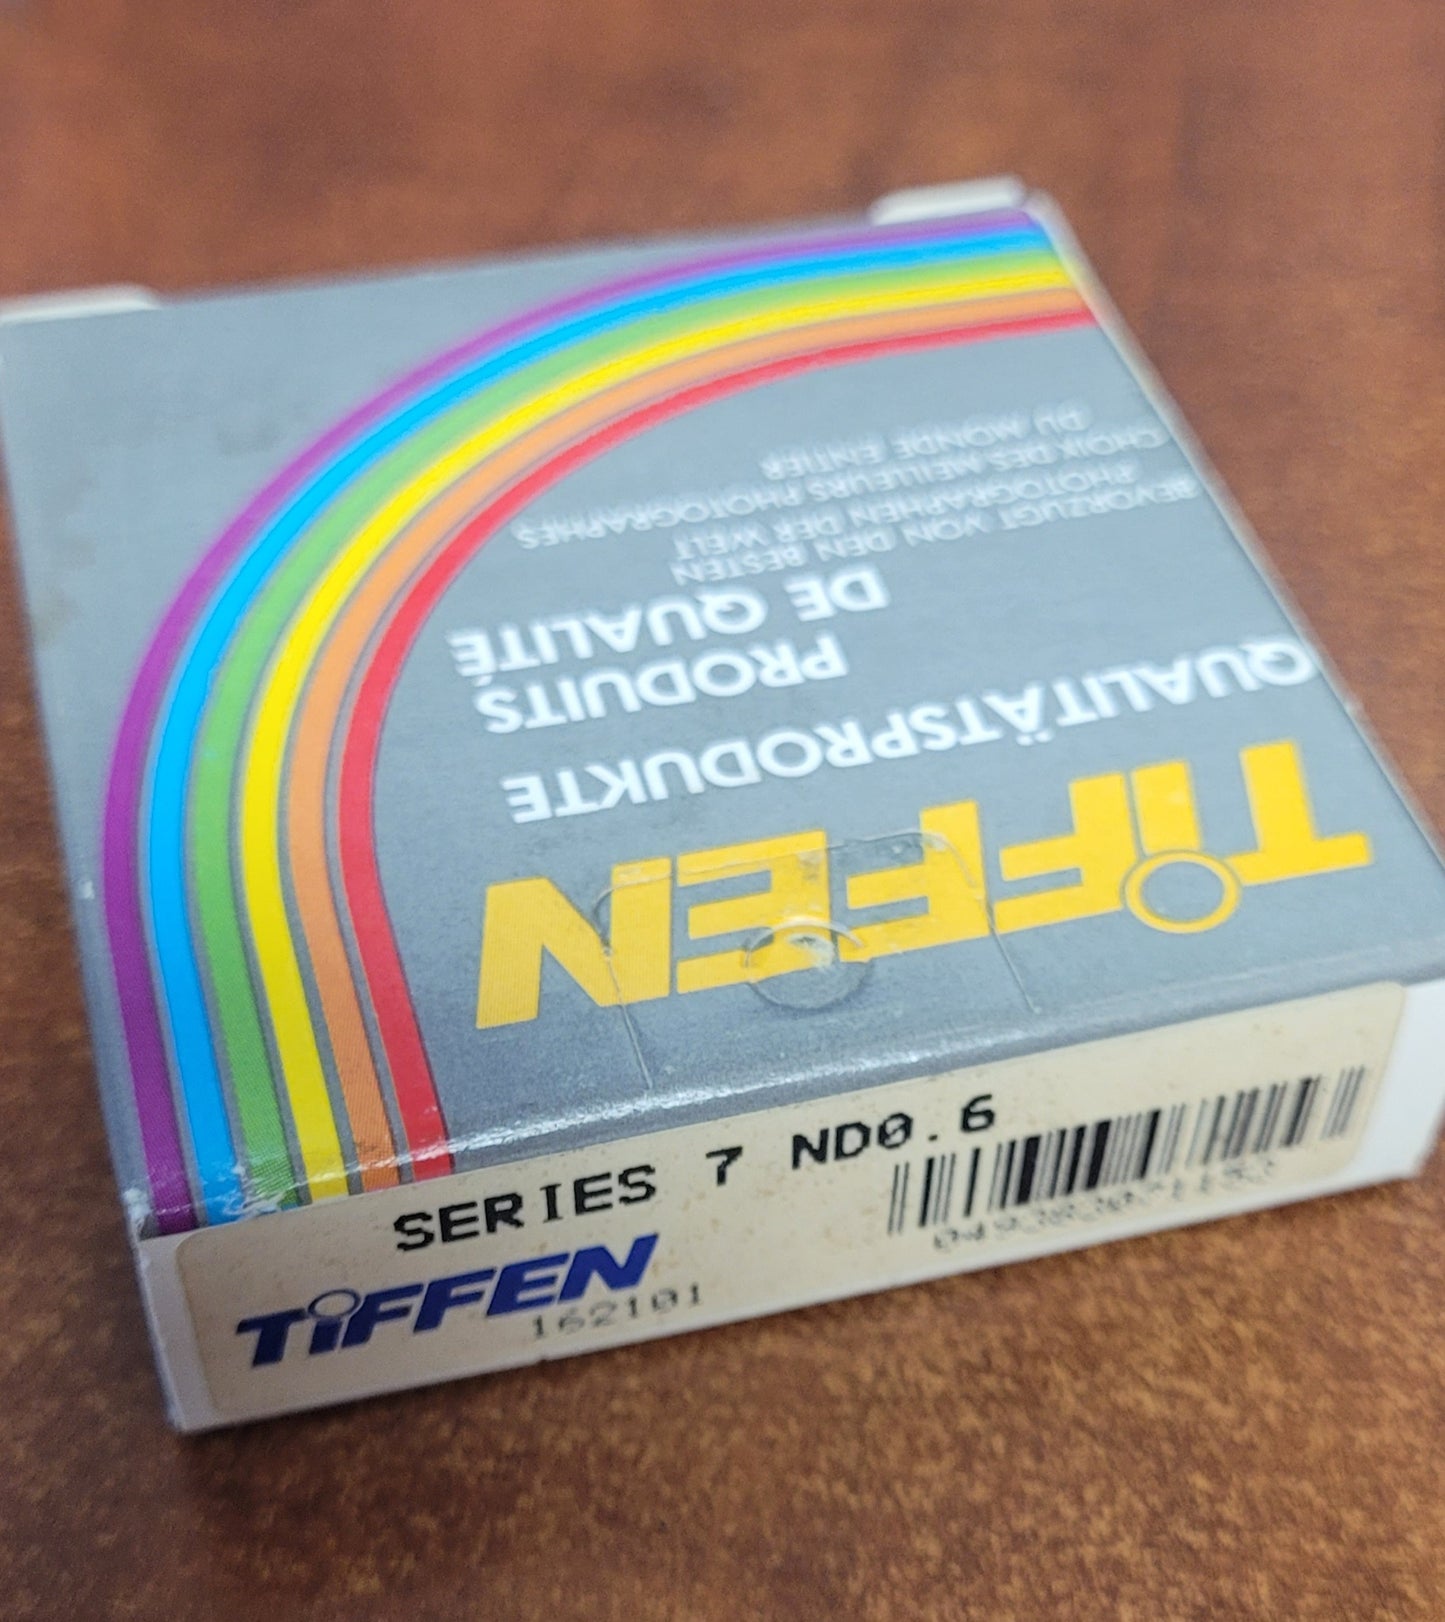 TIFFEN
QUALITÄTSPRODUKTE
PRODUITS
DE QUALITÉ
BEVORZUGT VON DEN BESTEN
PHOTOGRAPHEN DER WELT
CHOIX DES MEILLEURS PHOTOGRAPHES
DU MONDE ENTIER
SERIES 7 ND0.6
TIFFEN
162101